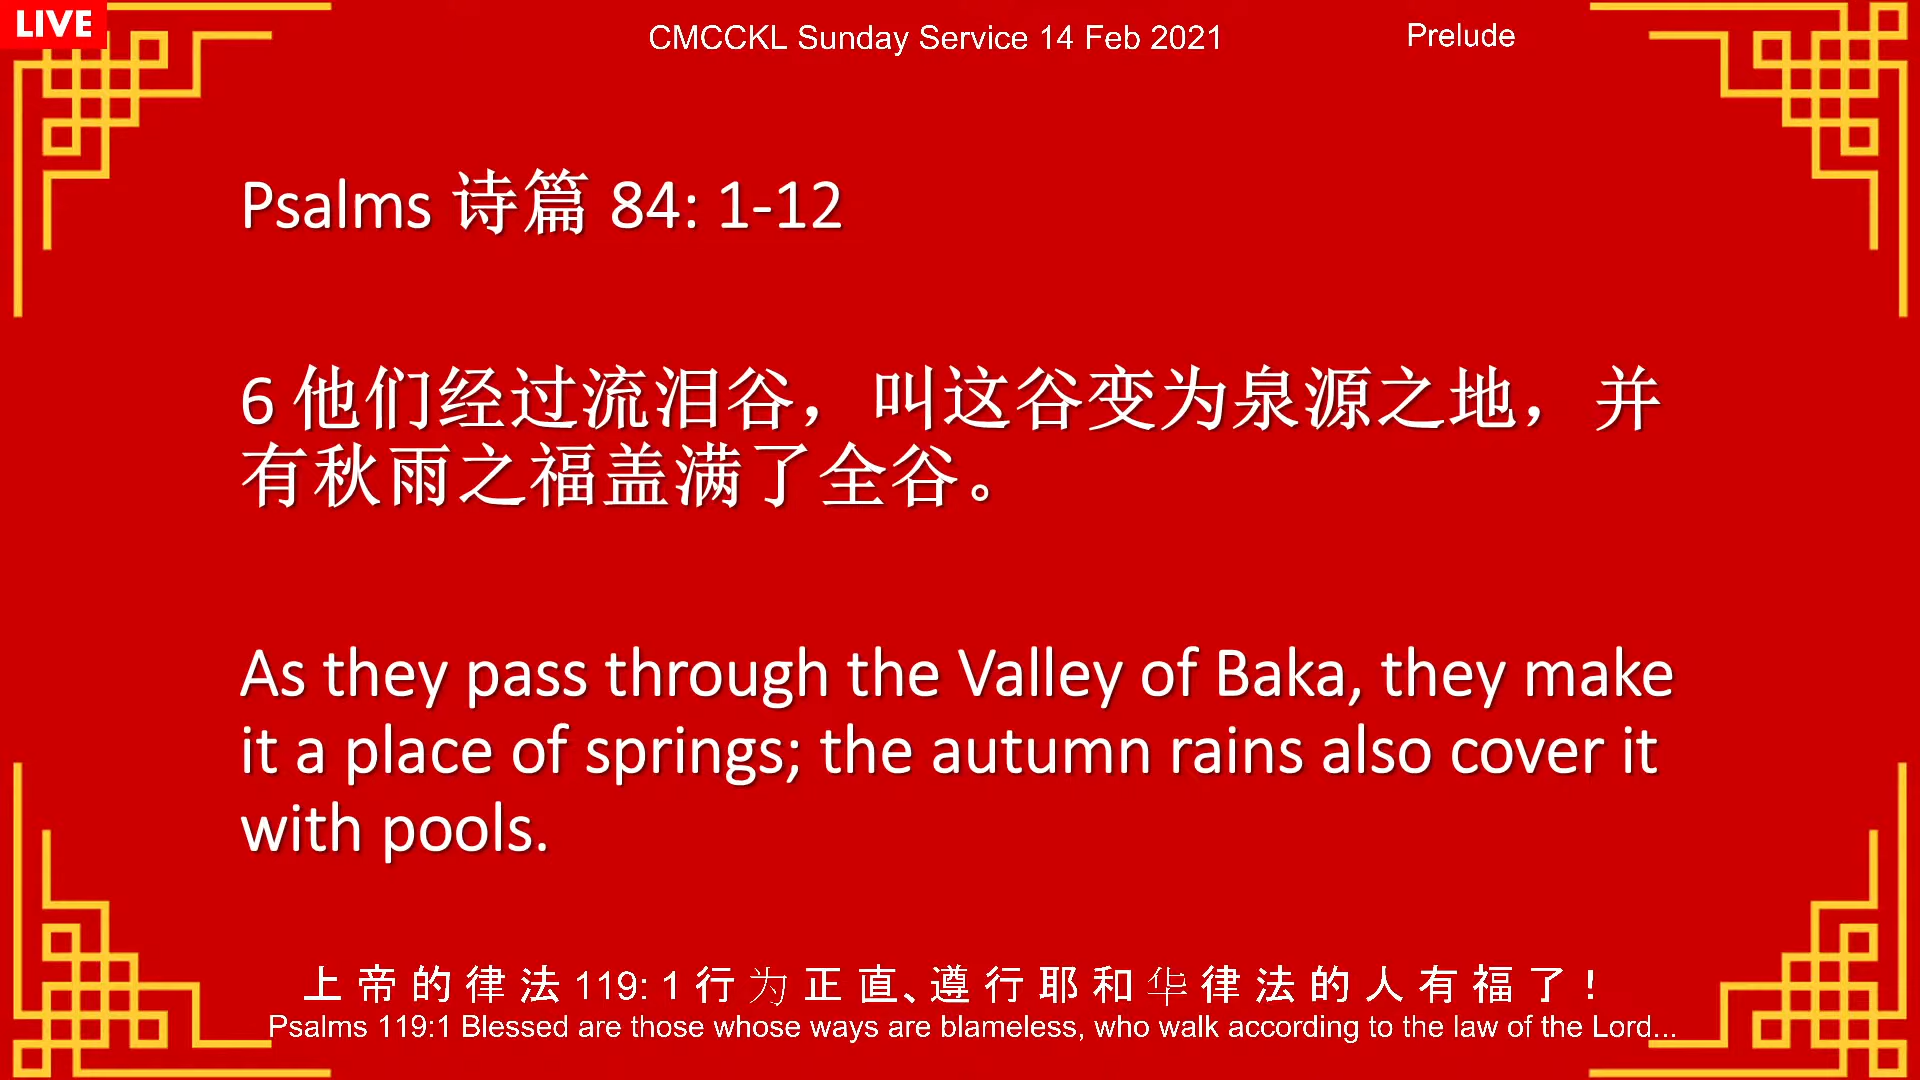 LIVE
CMCCKL Sunday Service 14 Feb 2021
Prelude
Psalms 诗篇 84: 1-12
6 他们经过流泪谷，叫这谷变为泉源之地，并
有秋雨之福盖满了全谷。
As they pass through the Valley of Baka, they make
it a place of springs; the autumn rains also cover it
with pools.
上 帝 的 律 法 119: 1 行 为 正 直、遵 行 耶 和 华 律 法 的 人 有 福 了！
Psalms 119:1 Blessed are those whose ways are blameless, who walk according to the law of the Lord...